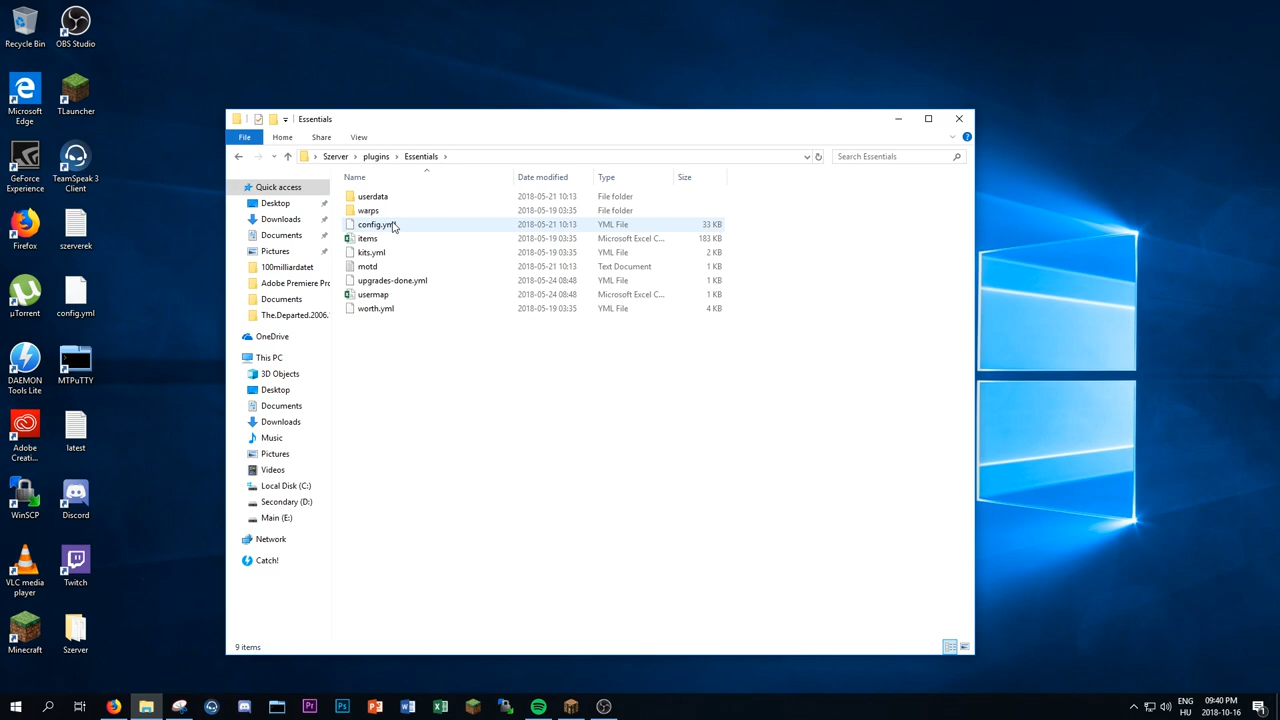 Recycle Bin
OBS Studio
Microsoft
Edge
TLauncher
GeForce
Experience
TeamSpeak 3
Client
Firefox
szerverek
µTorrent
config.yml
DAEMON
Tools Lite
MTPuTTY
Adobe
Creati...
latest
WinSCP
Discord
VLC media
player
Twitch
Minecraft
Szerver
Essentials
File Home Share View
Szerver plugins Essentials
Search Essentials
Name Date modified Type Size
userdata 2018-05-21 10:13 File folder
warps 2018-05-19 03:35 File folder
config.yml 2018-05-21 10:13 YML File 33 KB
items 2018-05-19 03:35 Microsoft Excel C... 183 KB
kits.yml 2018-05-19 03:35 YML File 2 KB
motd 2018-05-21 10:13 Text Document 1 KB
upgrades-done.yml 2018-05-24 08:48 YML File 1 KB
usermap 2018-05-24 08:48 Microsoft Excel C... 1 KB
worth.yml 2018-05-19 03:35 YML File 4 KB
Quick access
Desktop
Downloads
Documents
Pictures
100milliardatet
Adobe Premiere Pro
Documents
The.Departed.2006.
OneDrive
This PC
3D Objects
Desktop
Documents
Downloads
Music
Pictures
Videos
Local Disk (C:)
Secondary (D:)
Main (E:)
Network
Catch!
9 items
ENG
HU
09:40 PM
2018-10-16